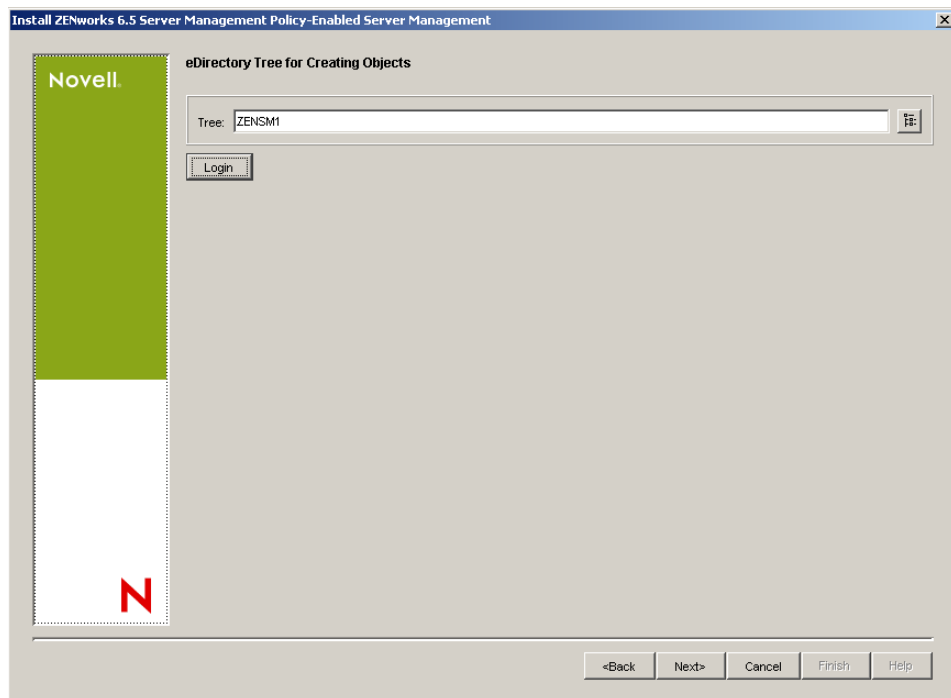 Install ZENworks 6.5 Server Management Policy-Enabled Server Management
Novell.
eDirectory Tree for Creating Objects
Tree: ZENSM1
Login
N
<Back Next> Cancel Finish Help